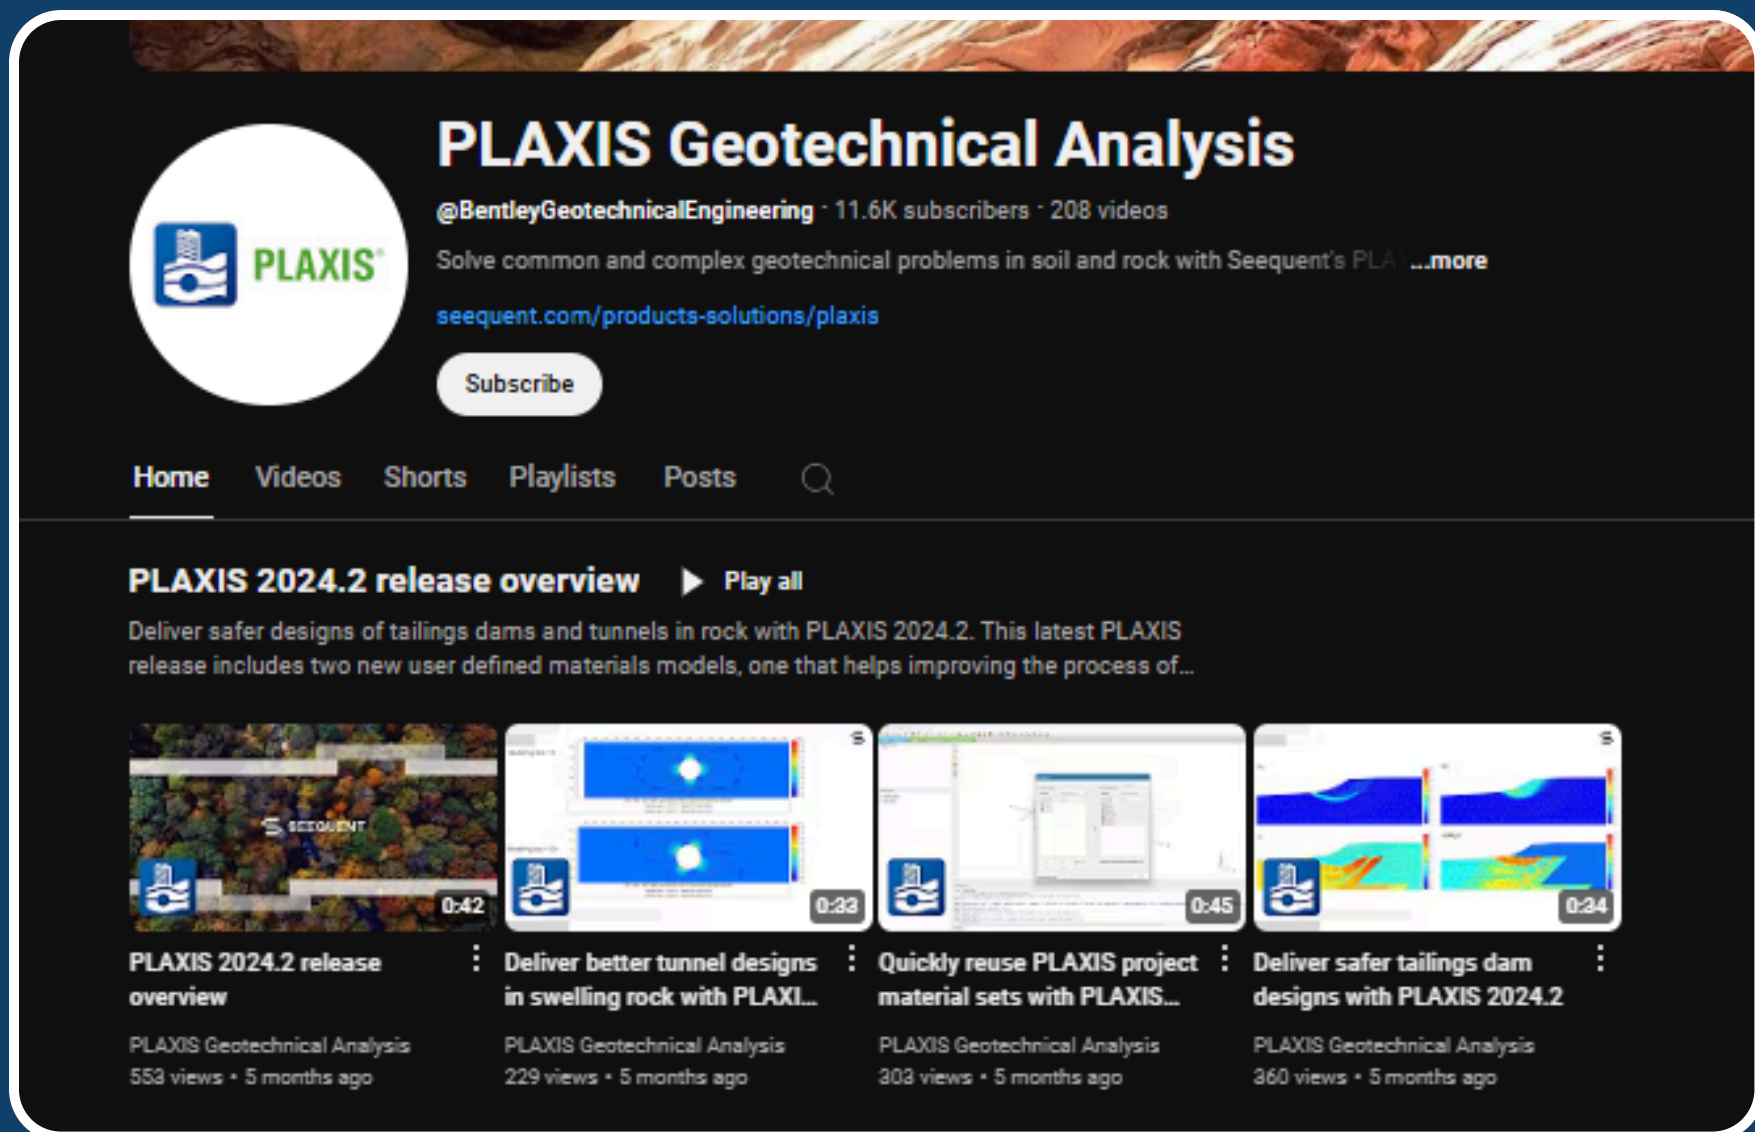 PLAXIS Geotechnical Analysis
PLAXIS®
@BentleyGeotechnicalEngineering · 11.6K subscribers · 208 videos
Solve common and complex geotechnical problems in soil and rock with Seequent's PLA ...more
seequent.com/products-solutions/plaxis
Subscribe
Home Videos Shorts Playlists Posts
PLAXIS 2024.2 release overview Play all
Deliver safer designs of tailings dams and tunnels in rock with PLAXIS 2024.2. This latest PLAXIS
release includes two new user defined materials models, one that helps improving the process of...
SEEQUENT
0:42 0:33 0:45 0:34
PLAXIS 2024.2 release
overview
PLAXIS Geotechnical Analysis
553 views • 5 months ago
Deliver better tunnel designs
in swelling rock with PLAXI...
PLAXIS Geotechnical Analysis
229 views • 5 months ago
Quickly reuse PLAXIS project
material sets with PLAXIS...
PLAXIS Geotechnical Analysis
303 views • 5 months ago
Deliver safer tailings dam
designs with PLAXIS 2024.2
PLAXIS Geotechnical Analysis
360 views • 5 months ago